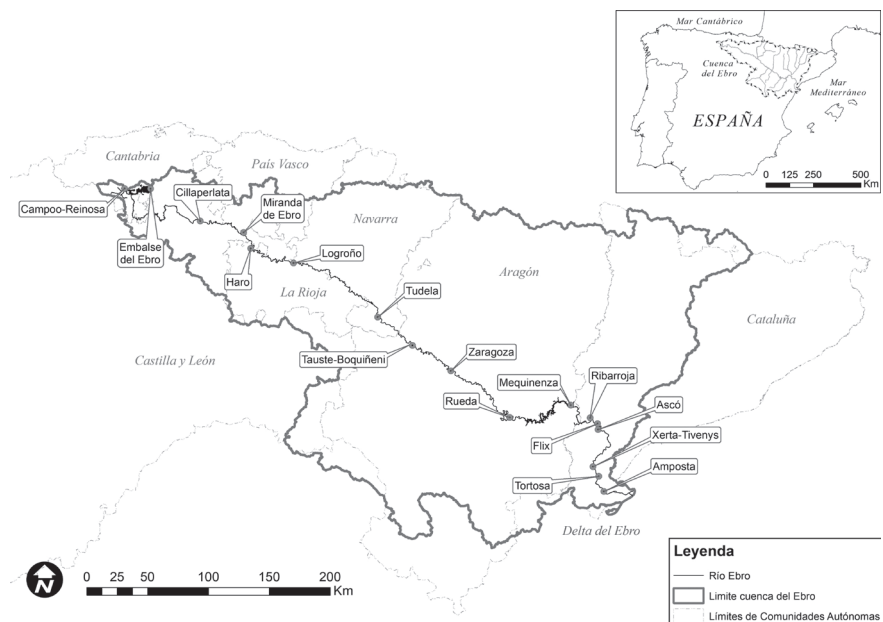 Mar Cantábrico
Cuenca
del Ebro
Mar
Mediterráneo
ESPAÑA
0 125 250 500
Km
Cantabria
País Vasco
Campoo-Reinosa
Cillaperlata
Miranda
de Ebro
Navarra
Embalse
del Ebro
Haro
Logroño
Aragón
La Rioja
Tudela
Cataluña
Castilla y León
Tauste-Boquiñeni
Zaragoza
Mequinenza
Ribarroja
Rueda
Ascó
Flix
Xerta-Tivenys
Tortosa
Amposta
Delta del Ebro
N
0 25 50 100 150 200
Km
Leyenda
Río Ebro
Limite cuenca del Ebro
Límites de Comunidades Autónomas